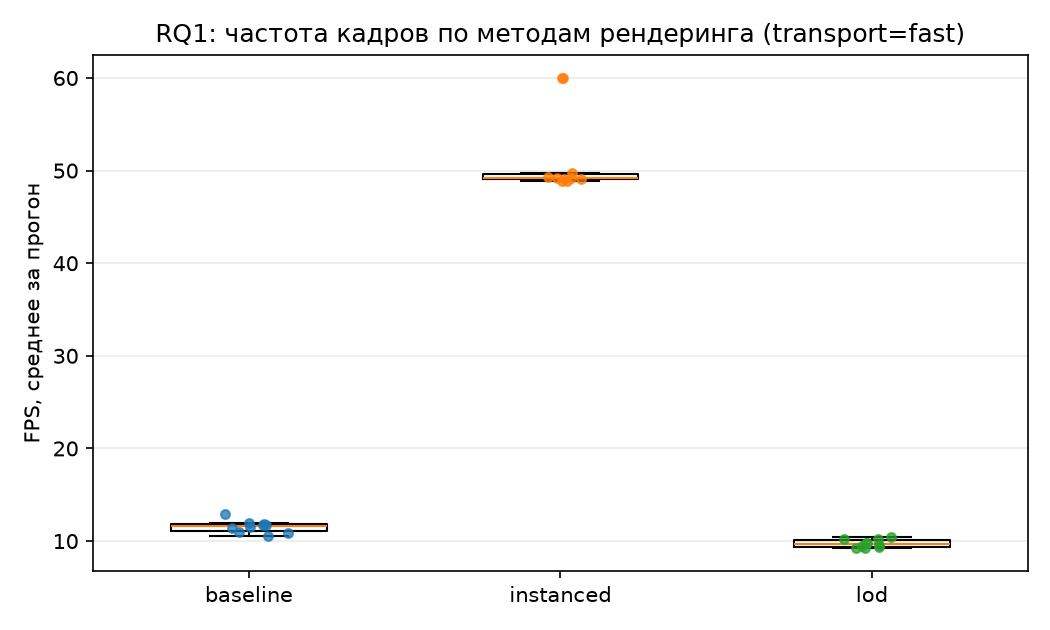 RQ1: частота кадров по методам рендеринга (transport=fast)
FPS, среднее за прогон
60
50
40
30
20
10
baseline
instanced
lod